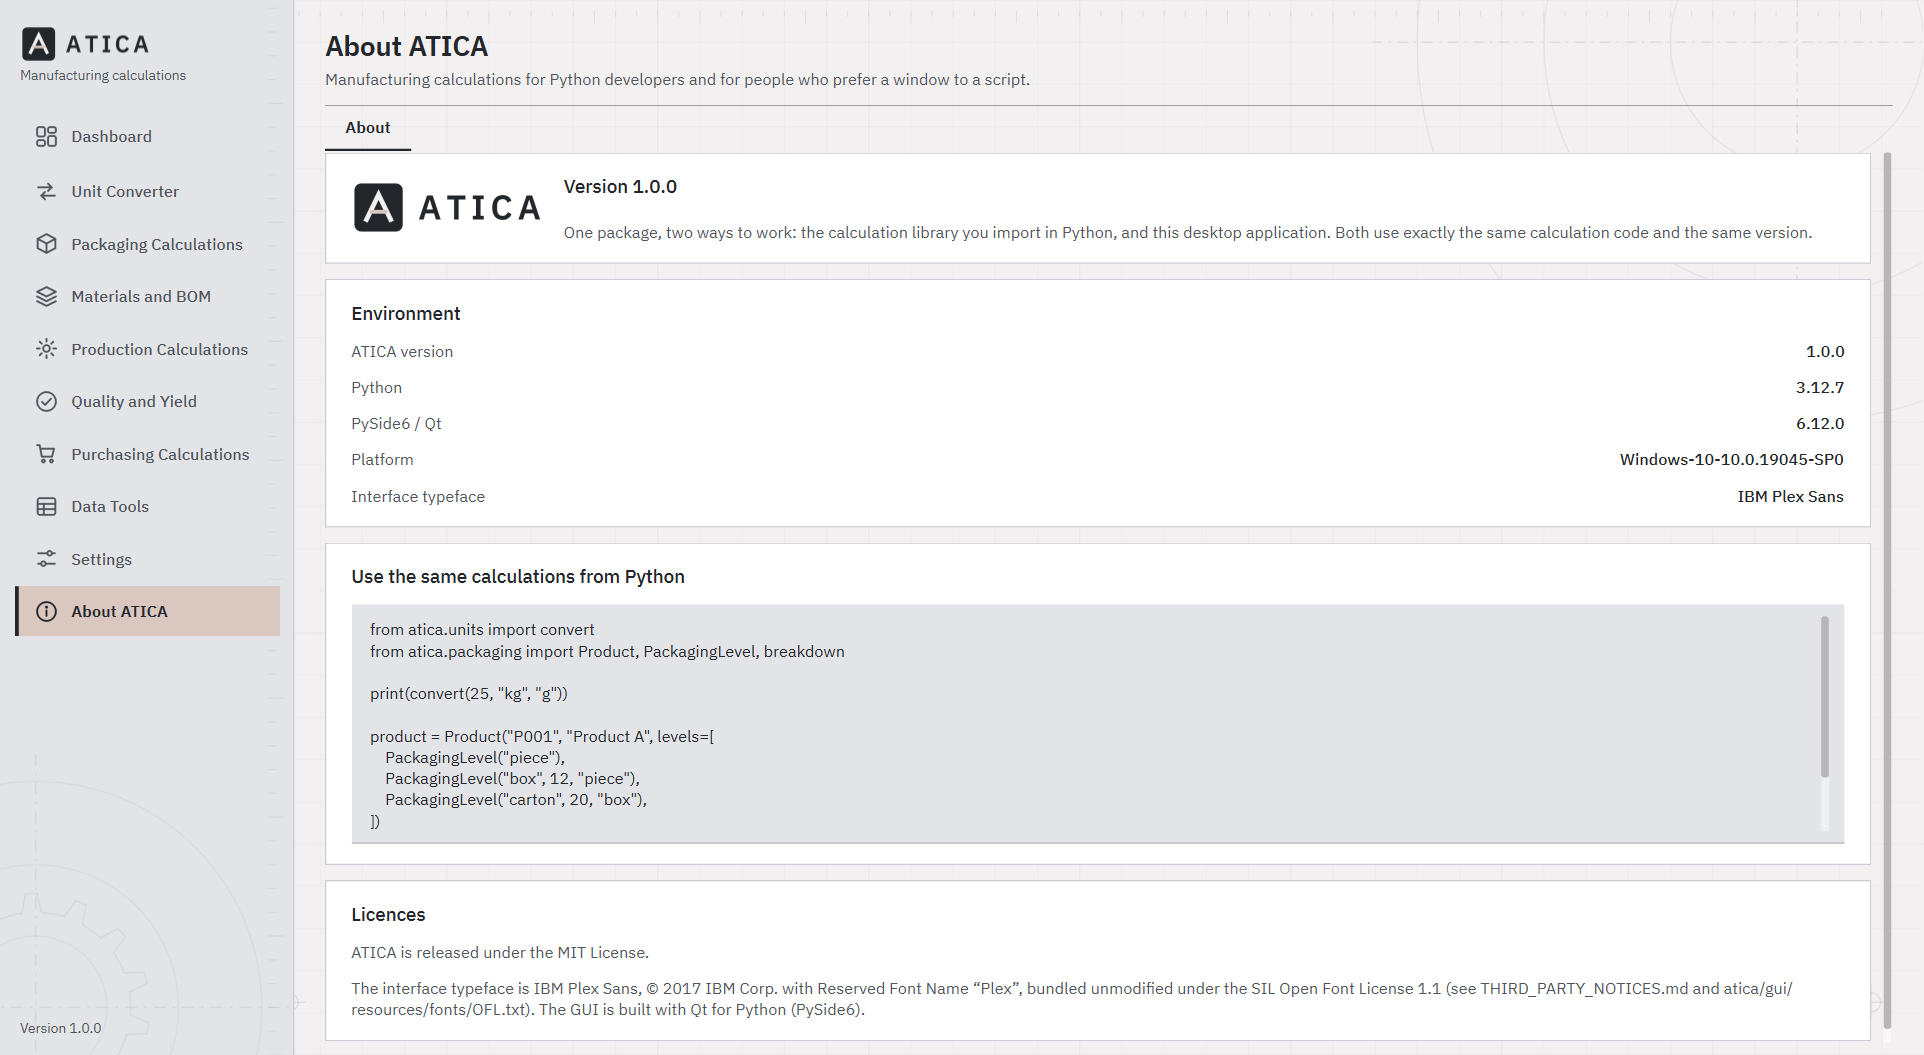 ATICA
Manufacturing calculations
Dashboard
Unit Converter
Packaging Calculations
Materials and BOM
Production Calculations
Quality and Yield
Purchasing Calculations
Data Tools
Settings
About ATICA
Version 1.0.0
About ATICA
Manufacturing calculations for Python developers and for people who prefer a window to a script.
About
ATICA
Version 1.0.0
One package, two ways to work: the calculation library you import in Python, and this desktop application. Both use exactly the same calculation code and the same version.
Environment
ATICA version 1.0.0
Python 3.12.7
PySide6 / Qt 6.12.0
Platform Windows-10-10.0.19045-SP0
Interface typeface IBM Plex Sans
Use the same calculations from Python
from atica.units import convert
from atica.packaging import Product, PackagingLevel, breakdown
print(convert(25, "kg", "g"))
product = Product("P001", "Product A", levels=[
    PackagingLevel("piece"),
    PackagingLevel("box", 12, "piece"),
    PackagingLevel("carton", 20, "box"),
])
Licences
ATICA is released under the MIT License.
The interface typeface is IBM Plex Sans, © 2017 IBM Corp. with Reserved Font Name “Plex”, bundled unmodified under the SIL Open Font License 1.1 (see THIRD_PARTY_NOTICES.md and atica/gui/
resources/fonts/OFL.txt). The GUI is built with Qt for Python (PySide6).